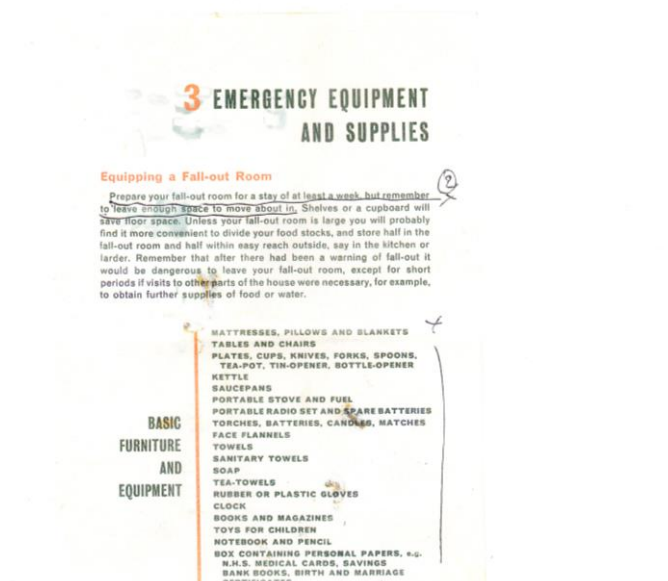 3 EMERGENCY EQUIPMENT
AND SUPPLIES
Equipping a Fall-out Room
Prepare your fall-out room for a stay of at least a week, but remember
to leave enough space to move about in. Shelves or a cupboard will
save floor space. Unless your fall-out room is large you will probably
find it more convenient to divide your food stocks, and store half in the
fall-out room and half within easy reach outside, say in the kitchen or
larder. Remember that after there had been a warning of fall-out it
would be dangerous to leave your fall-out room, except for short
periods if visits to other parts of the house were necessary, for example,
to obtain further supplies of food or water.
2
BASIC
FURNITURE
AND
EQUIPMENT
MATTRESSES, PILLOWS AND BLANKETS
TABLES AND CHAIRS
PLATES, CUPS, KNIVES, FORKS, SPOONS,
TEA-POT, TIN-OPENER, BOTTLE-OPENER
KETTLE
SAUCEPANS
PORTABLE STOVE AND FUEL
PORTABLE RADIO SET AND SPARE BATTERIES
TORCHES, BATTERIES, CANDLES, MATCHES
FACE FLANNELS
TOWELS
SANITARY TOWELS
SOAP
TEA-TOWELS
RUBBER OR PLASTIC GLOVES
CLOCK
BOOKS AND MAGAZINES
TOYS FOR CHILDREN
NOTEBOOK AND PENCIL
BOX CONTAINING PERSONAL PAPERS, e.g.
N.H.S. MEDICAL CARDS, SAVINGS
BANK BOOKS, BIRTH AND MARRIAGE